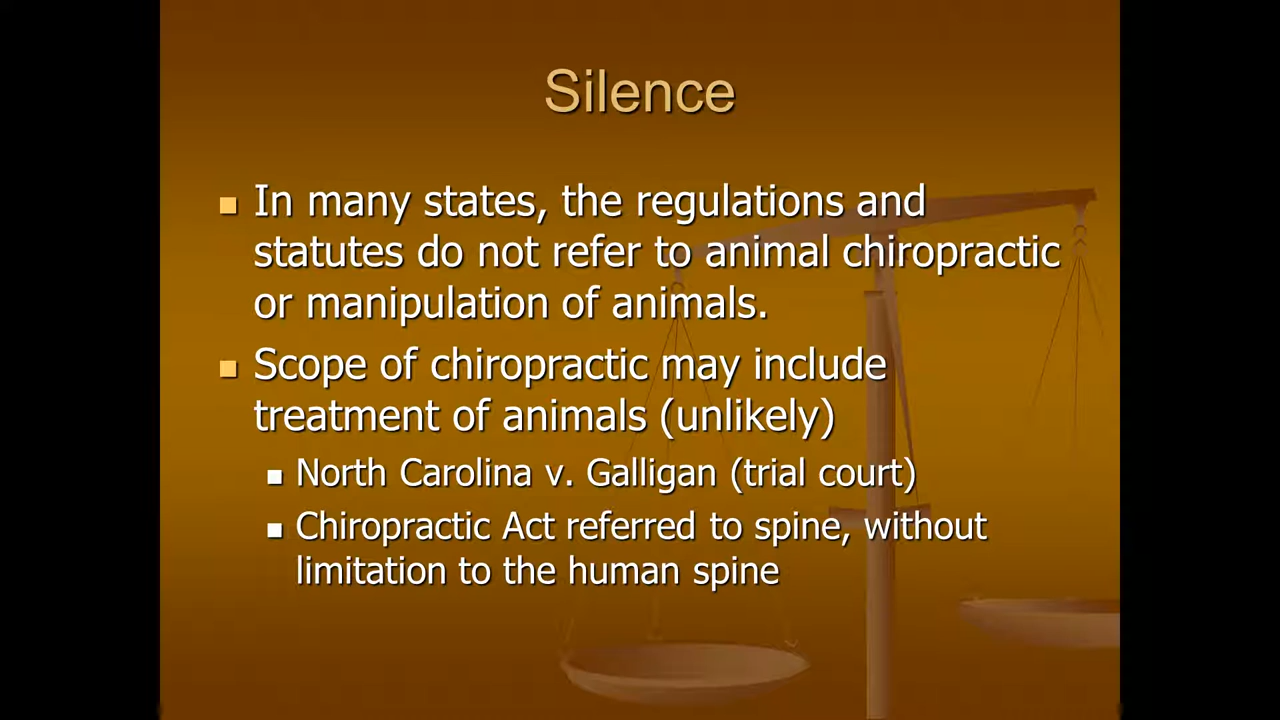 Silence
In many states, the regulations and
statutes do not refer to animal chiropractic
or manipulation of animals.
Scope of chiropractic may include
treatment of animals (unlikely)
North Carolina v. Galligan (trial court)
Chiropractic Act referred to spine, without
limitation to the human spine